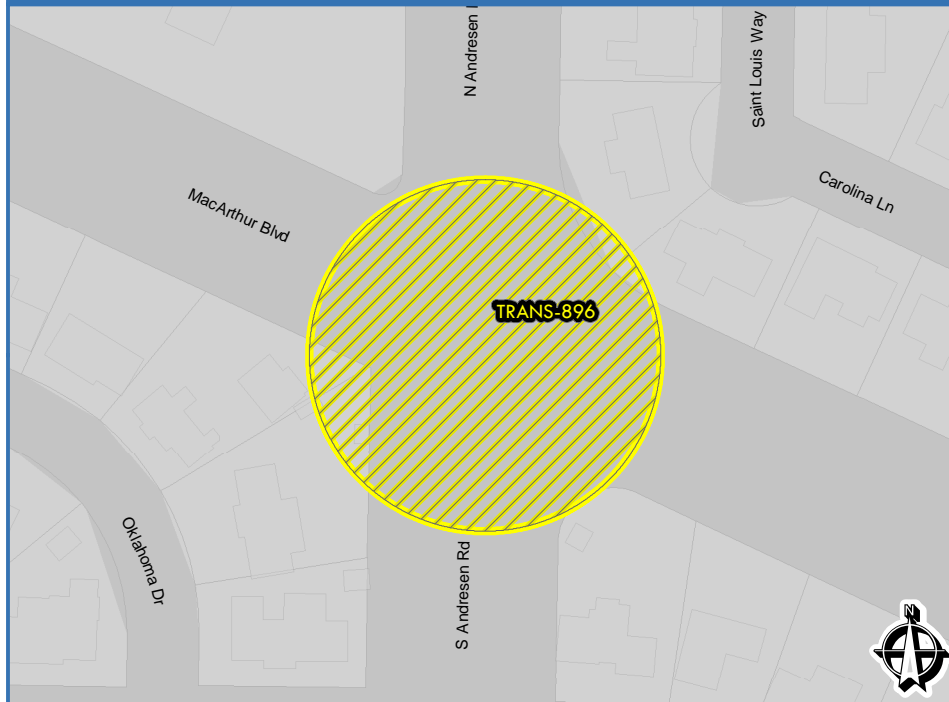 N Andresen
Saint Louis Way
Carolina Ln
MacArthur Blvd
TRANS-896
Oklahoma Dr
S Andresen Rd
N